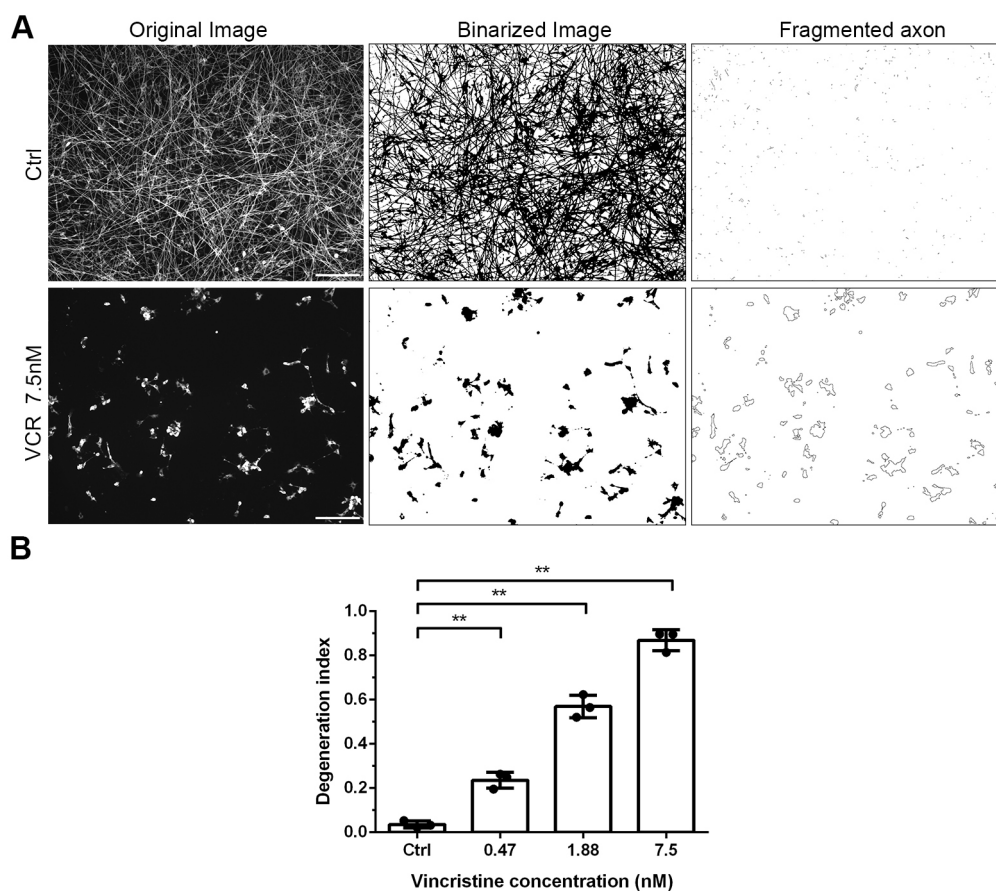 A
Original Image
Binarized Image
Fragmented axon
Ctrl
VCR 7.5nM
B
**
**
**
Degeneration index
1.0
0.8
0.6
0.4
0.2
0.0
Ctrl
0.47
1.88
7.5
Vincristine concentration (nM)